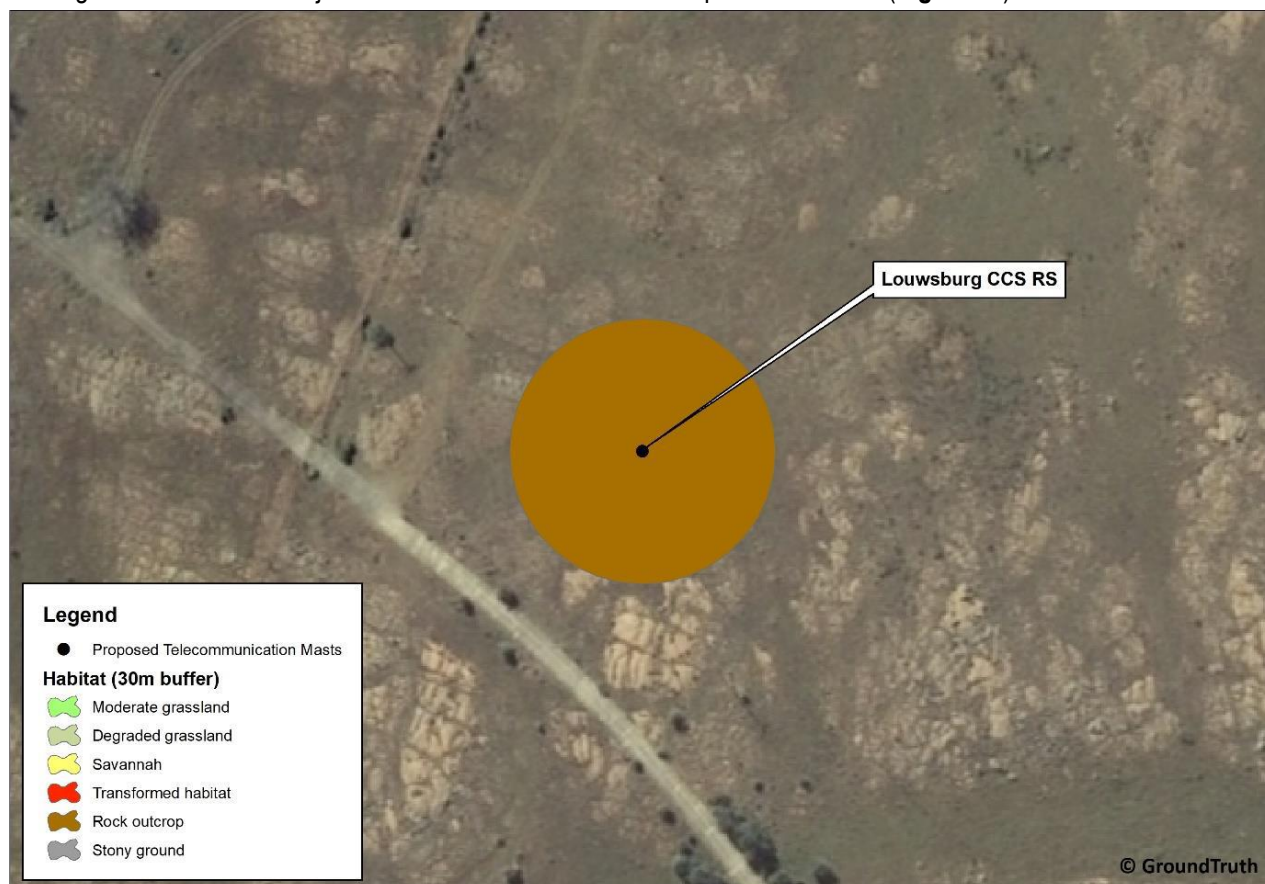 Louwsburg CCS RS
Legend
Proposed Telecommunication Masts
Habitat (30m buffer)
Moderate grassland
Degraded grassland
Savannah
Transformed habitat
Rock outcrop
Stony ground
© GroundTruth